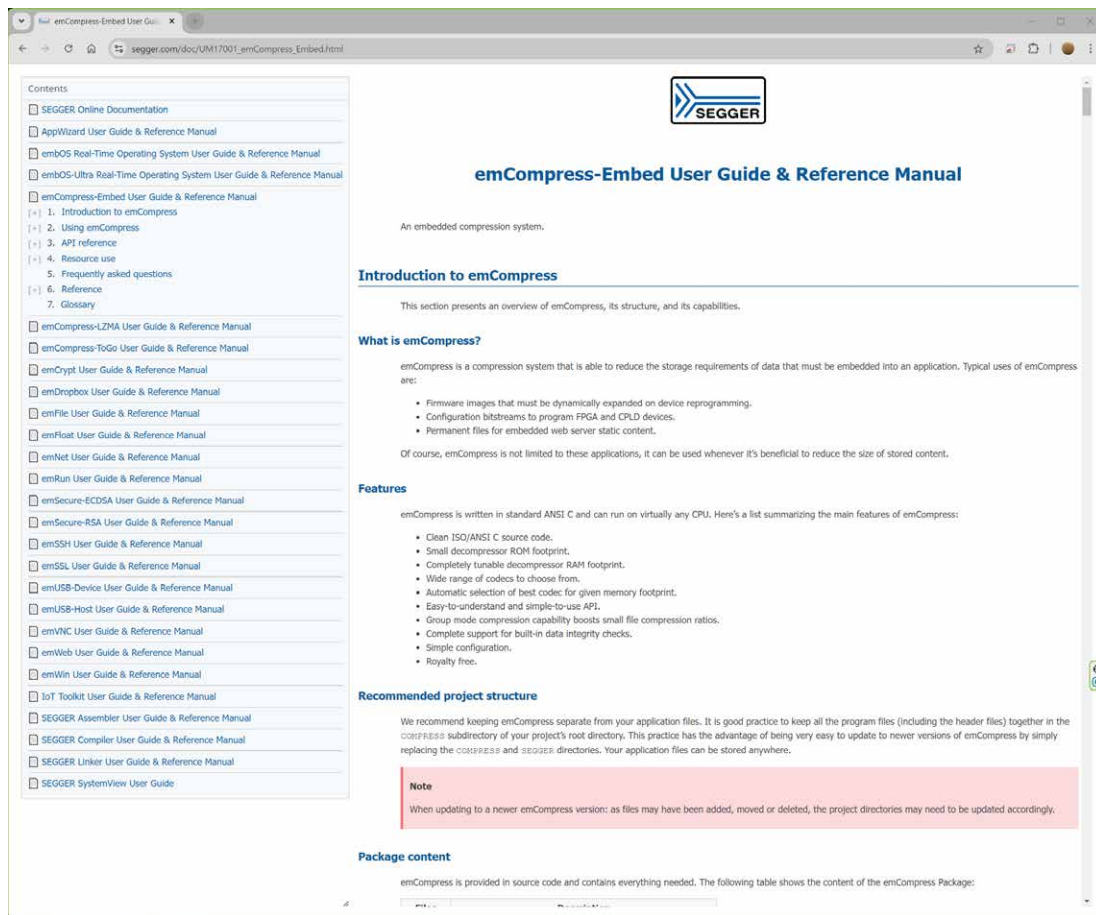 emCompress-Embed User Gui
segger.com/doc/UM17001_emCompress_Embed.html
Contents
SEGGER Online Documentation
AppWizard User Guide & Reference Manual
embOS Real-Time Operating System User Guide & Reference Manual
embOS-Ultra Real-Time Operating System User Guide & Reference Manual
emCompress-Embed User Guide & Reference Manual
[+] 1. Introduction to emCompress
[+] 2. Using emCompress
[+] 3. API reference
[+] 4. Resource use
5. Frequently asked questions
[+] 6. Reference
7. Glossary
emCompress-LZMA User Guide & Reference Manual
emCompress-ToGo User Guide & Reference Manual
emCrypt User Guide & Reference Manual
emDropbox User Guide & Reference Manual
emFile User Guide & Reference Manual
emFloat User Guide & Reference Manual
emNet User Guide & Reference Manual
emRun User Guide & Reference Manual
emSecure-ECDSA User Guide & Reference Manual
emSecure-RSA User Guide & Reference Manual
emSSH User Guide & Reference Manual
emSSL User Guide & Reference Manual
emUSB-Device User Guide & Reference Manual
emUSB-Host User Guide & Reference Manual
emVNC User Guide & Reference Manual
emWeb User Guide & Reference Manual
emWin User Guide & Reference Manual
IoT Toolkit User Guide & Reference Manual
SEGGER Assembler User Guide & Reference Manual
SEGGER Compiler User Guide & Reference Manual
SEGGER Linker User Guide & Reference Manual
SEGGER SystemView User Guide
SEGGER
emCompress-Embed User Guide & Reference Manual
An embedded compression system.
Introduction to emCompress
This section presents an overview of emCompress, its structure, and its capabilities.
What is emCompress?
emCompress is a compression system that is able to reduce the storage requirements of data that must be embedded into an application. Typical uses of emCompress
are:
• Firmware images that must be dynamically expanded on device reprogramming.
• Configuration bitstreams to program FPGA and CPLD devices.
• Permanent files for embedded web server static content.
Of course, emCompress is not limited to these applications, it can be used whenever it's beneficial to reduce the size of stored content.
Features
emCompress is written in standard ANSI C and can run on virtually any CPU. Here's a list summarizing the main features of emCompress:
• Clean ISO/ANSI C source code.
• Small decompressor ROM footprint.
• Completely tunable decompressor RAM footprint.
• Wide range of codecs to choose from.
• Automatic selection of best codec for given memory footprint.
• Easy-to-understand and simple-to-use API.
• Group mode compression capability boosts small file compression ratios.
• Complete support for built-in data integrity checks.
• Simple configuration.
• Royalty free.
Recommended project structure
We recommend keeping emCompress separate from your application files. It is good practice to keep all the program files (including the header files) together in the
COMPRESS subdirectory of your project's root directory. This practice has the advantage of being very easy to update to newer versions of emCompress by simply
replacing the COMPRESS and SEGGER directories. Your application files can be stored anywhere.
Note
When updating to a newer emCompress version: as files may have been added, moved or deleted, the project directories may need to be updated accordingly.
Package content
emCompress is provided in source code and contains everything needed. The following table shows the content of the emCompress Package:
Files Description